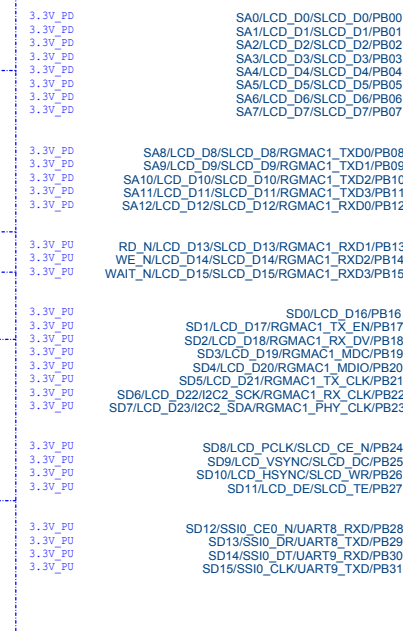 3.3V_PD SA0/LCD_D0/SLCD_D0/PB00
3.3V_PD SA1/LCD_D1/SLCD_D1/PB01
3.3V_PD SA2/LCD_D2/SLCD_D2/PB02
3.3V_PD SA3/LCD_D3/SLCD_D3/PB03
3.3V_PD SA4/LCD_D4/SLCD_D4/PB04
3.3V_PD SA5/LCD_D5/SLCD_D5/PB05
3.3V_PD SA6/LCD_D6/SLCD_D6/PB06
3.3V_PD SA7/LCD_D7/SLCD_D7/PB07
3.3V_PD SA8/LCD_D8/SLCD_D8/RGMAC1_TXD0/PB08
3.3V_PD SA9/LCD_D9/SLCD_D9/RGMAC1_TXD1/PB09
3.3V_PD SA10/LCD_D10/SLCD_D10/RGMAC1_TXD2/PB10
3.3V_PD SA11/LCD_D11/SLCD_D11/RGMAC1_TXD3/PB11
3.3V_PD SA12/LCD_D12/SLCD_D12/RGMAC1_RXD0/PB12
3.3V_PU RD_N/LCD_D13/SLCD_D13/RGMAC1_RXD1/PB13
3.3V_PU WE_N/LCD_D14/SLCD_D14/RGMAC1_RXD2/PB14
3.3V_PU WAIT_N/LCD_D15/SLCD_D15/RGMAC1_RXD3/PB15
3.3V_PU SD0/LCD_D16/PB16
3.3V_PU SD1/LCD_D17/RGMAC1_TX_EN/PB17
3.3V_PU SD2/LCD_D18/RGMAC1_RX_DV/PB18
3.3V_PU SD3/LCD_D19/RGMAC1_MDC/PB19
3.3V_PU SD4/LCD_D20/RGMAC1_MDIO/PB20
3.3V_PU SD5/LCD_D21/RGMAC1_TX_CLK/PB21
3.3V_PU SD6/LCD_D22/I2C2_SCK/RGMAC1_RX_CLK/PB22
3.3V_PU SD7/LCD_D23/I2C2_SDA/RGMAC1_PHY_CLK/PB23
3.3V_PU SD8/LCD_PCLK/SLCD_CE_N/PB24
3.3V_PU SD9/LCD_VSYNC/SLCD_DC/PB25
3.3V_PU SD10/LCD_HSYNC/SLCD_WR/PB26
3.3V_PU SD11/LCD_DE/SLCD_TE/PB27
3.3V_PU SD12/SSI0_CE0_N/UART8_RXD/PB28
3.3V_PU SD13/SSI0_DR/UART8_TXD/PB29
3.3V_PU SD14/SSI0_DT/UART9_RXD/PB30
3.3V_PU SD15/SSI0_CLK/UART9_TXD/PB31